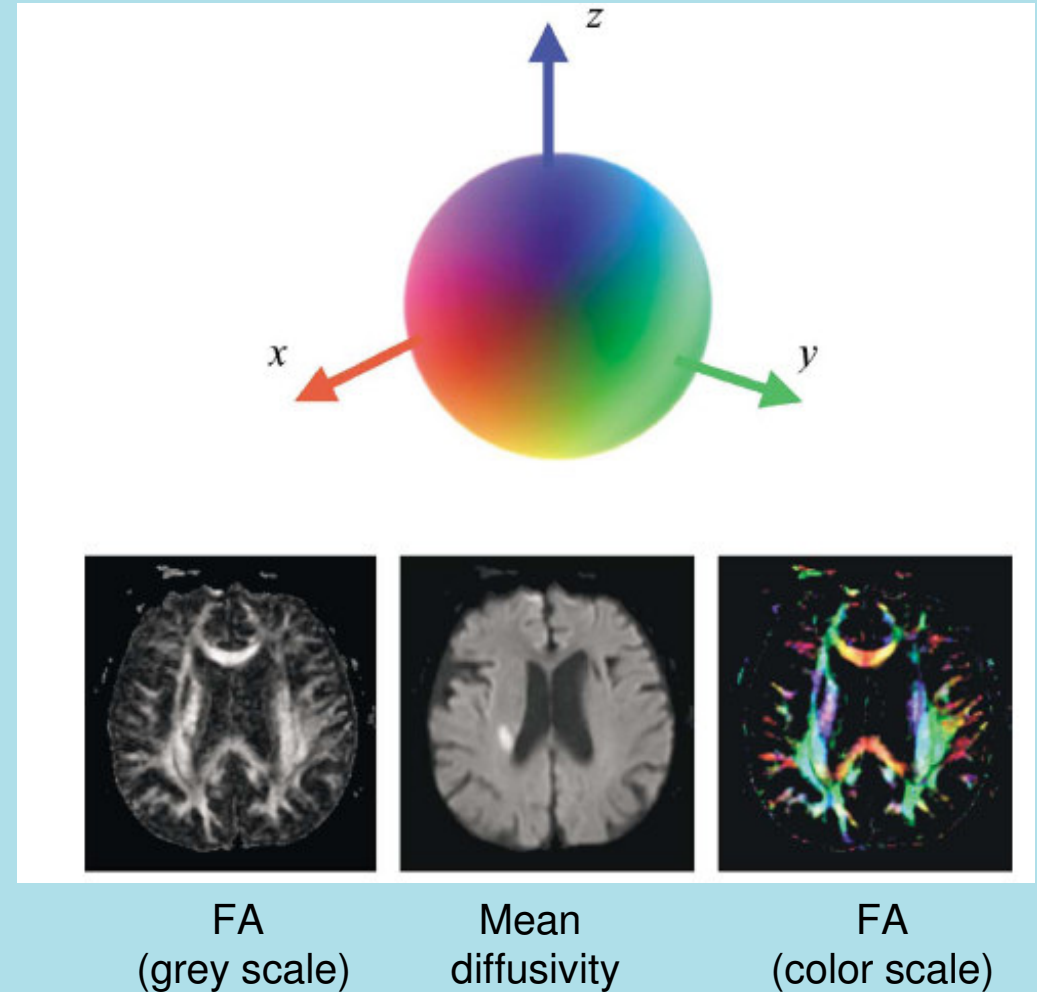 z
x
y
FA
(grey scale)
Mean
diffusivity
FA
(color scale)